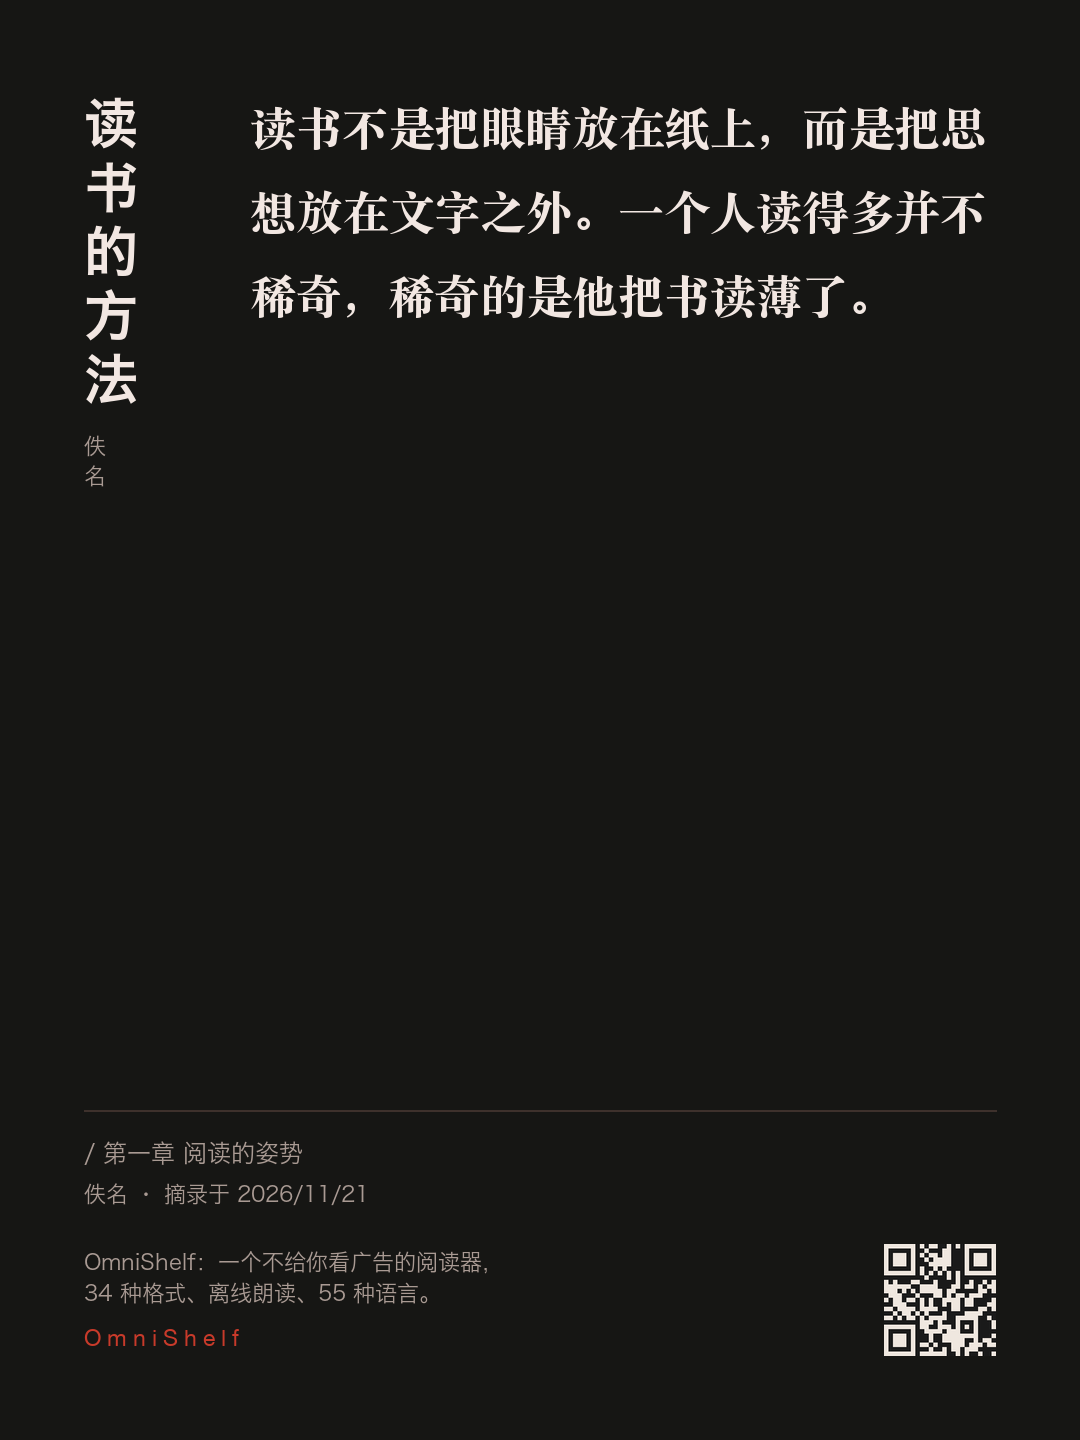 读书的方法
佚名
读书不是把眼睛放在纸上，而是把思
想放在文字之外。一个人读得多并不
稀奇，稀奇的是他把书读薄了。
/ 第一章 阅读的姿势
佚名 · 摘录于 2026/11/21
OmniShelf：一个不给你看广告的阅读器，
34 种格式、离线朗读、55 种语言。
OmniShelf